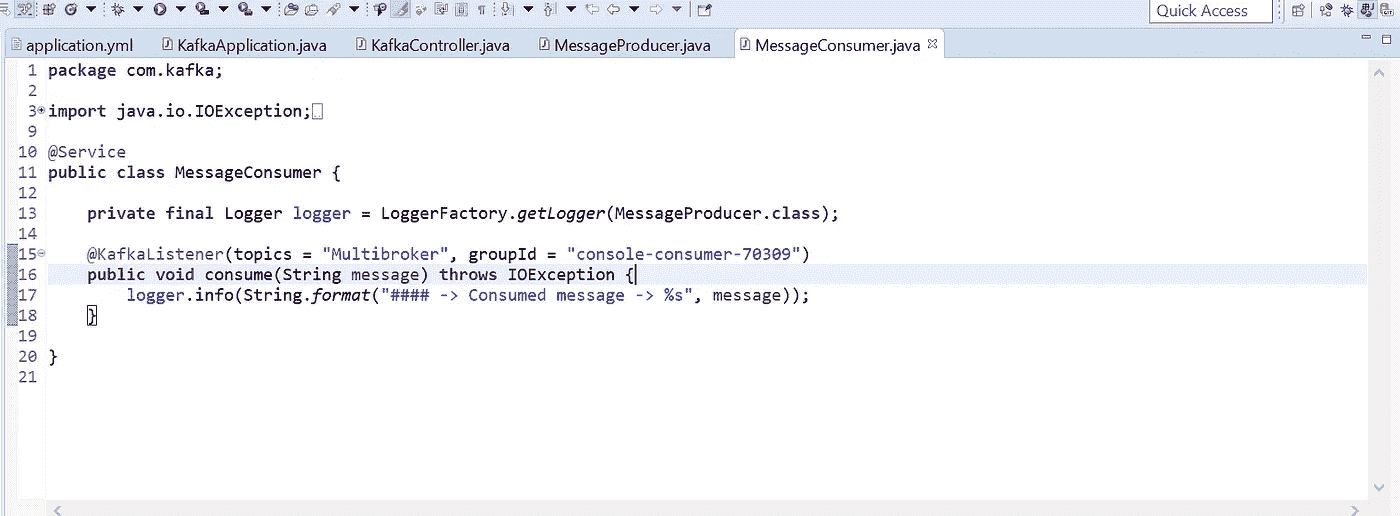 Quick Access
application.yml KafkaApplication.java KafkaController.java MessageProducer.java MessageConsumer.java
1 package com.kafka;
2
3 import java.io.IOException;
9
10 @Service
11 public class MessageConsumer {
12
13 private final Logger logger = LoggerFactory.getLogger(MessageProducer.class);
14
15 @KafkaListener(topics = "Multibroker", groupId = "console-consumer-70309")
16 public void consume(String message) throws IOException {
17 logger.info(String.format("#### -> Consumed message -> %s", message));
18 }
19
20 }
21